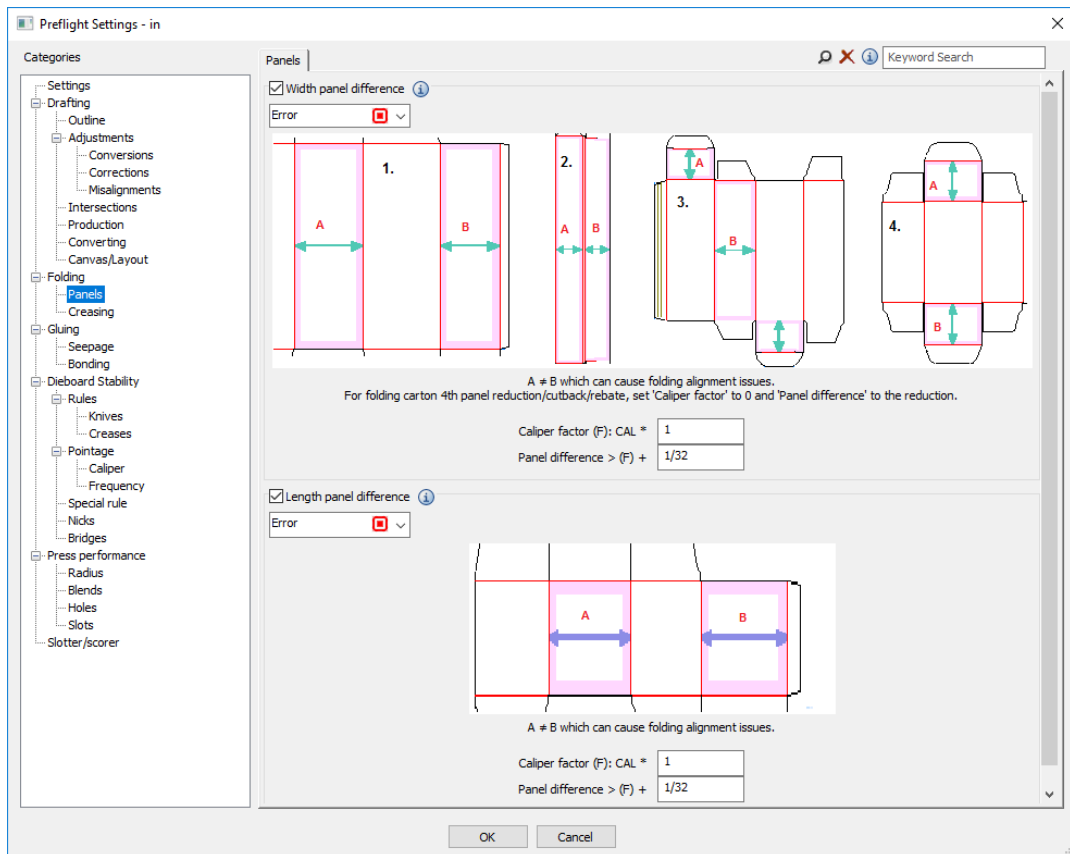 Preflight Settings - in
Categories
Settings
Drafting
Outline
Adjustments
Conversions
Corrections
Misalignments
Intersections
Production
Converting
Canvas/Layout
Folding
Panels
Creasing
Gluing
Seepage
Bonding
Dieboard Stability
Rules
Knives
Creases
Pointage
Caliper
Frequency
Special rule
Nicks
Bridges
Press performance
Radius
Blends
Holes
Slots
Slotter/scorer
Panels
Keyword Search
Width panel difference
Error
1.
A
B
2.
A B
3.
A
B
4.
A
B
A ≠ B which can cause folding alignment issues.
For folding carton 4th panel reduction/cutback/rebate, set 'Caliper factor' to 0 and 'Panel difference' to the reduction.
Caliper factor (F): CAL * 1
Panel difference > (F) + 1/32
Length panel difference
Error
A B
A ≠ B which can cause folding alignment issues.
Caliper factor (F): CAL * 1
Panel difference > (F) + 1/32
OK Cancel